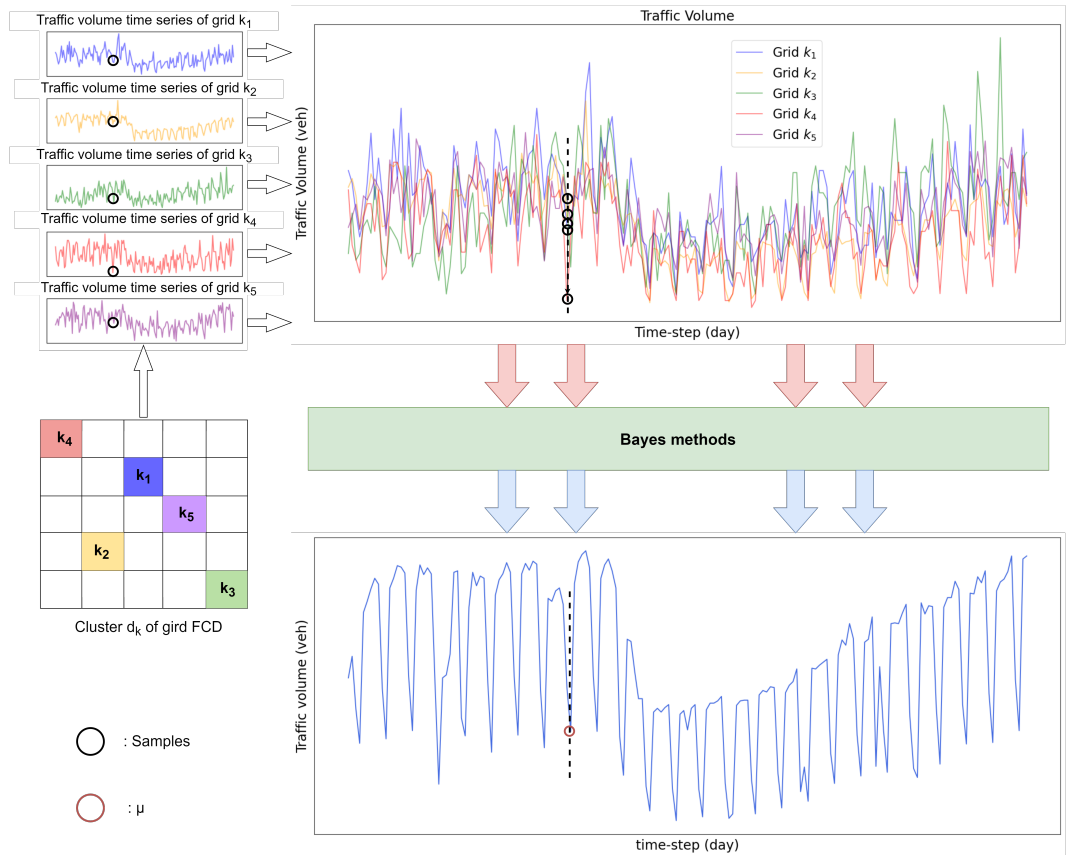 Traffic volume time series of grid k1
Traffic volume time series of grid k2
Traffic volume time series of grid k3
Traffic volume time series of grid k4
Traffic volume time series of grid k5
Traffic Volume
Traffic Volume (veh)
Grid k1
Grid k2
Grid k3
Grid k4
Grid k5
Time-step (day)
Bayes methods
k4
k1
k5
k2
k3
Cluster dk of gird FCD
: Samples
: μ
Traffic volume (veh)
time-step (day)